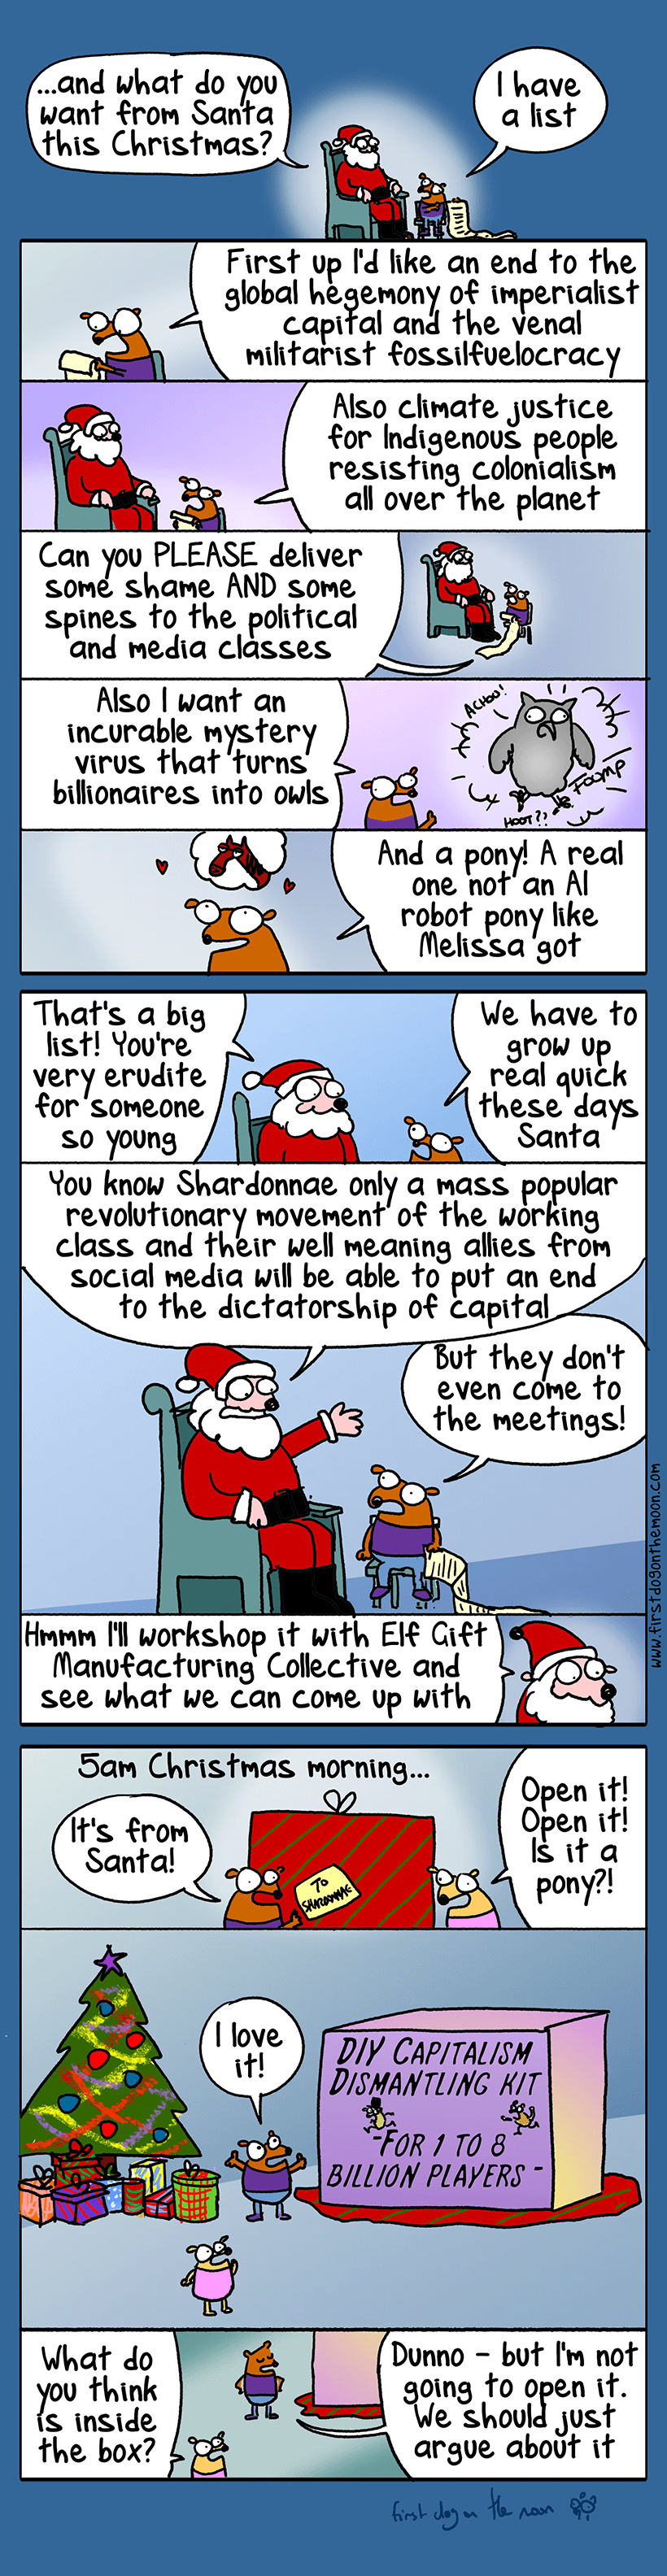 ...and what do you
want from Santa
this Christmas?
I have
a list
First up I'd like an end to the
global hegemony of imperialist
capital and the venal
militarist fossilfuelocracy
Also climate justice
for Indigenous people
resisting colonialism
all over the planet
Can you PLEASE deliver
some shame AND some
spines to the political
and media classes
Also I want an
incurable mystery
virus that turns
billionaires into owls
ACHOO!
FOOMP
HOOT??
And a pony! A real
one not an AI
robot pony like
Melissa got
That's a big
list! You're
very erudite
for someone
so young
We have to
grow up
real quick
these days
Santa
You know Shardonnae only a mass popular
revolutionary movement of the working
class and their well meaning allies from
social media will be able to put an end
to the dictatorship of capital
But they don't
even come to
the meetings!
www.firstdogonthemoon.com
Hmmm I'll workshop it with Elf Gift
Manufacturing Collective and
see what we can come up with
5am Christmas morning...
It's from
Santa!
TO
SHARDONNAE
Open it!
Open it!
Is it a
pony?!
I love
it!
DIY CAPITALISM
DISMANTLING KIT
-FOR 1 TO 8
BILLION PLAYERS-
What do
you think
is inside
the box?
Dunno - but I'm not
going to open it.
We should just
argue about it
first dog on the moon